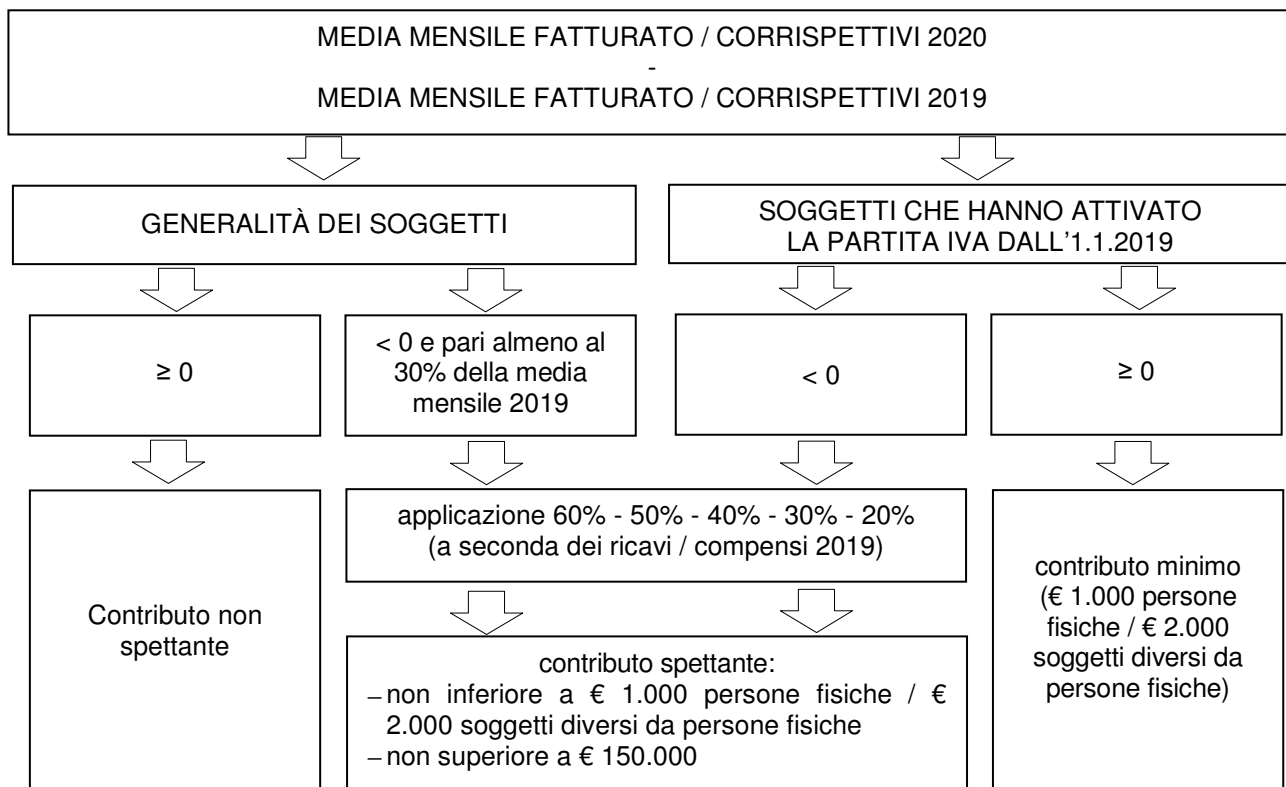 MEDIA MENSILE FATTURATO / CORRISPETTIVI 2020
-
MEDIA MENSILE FATTURATO / CORRISPETTIVI 2019
GENERALITÀ DEI SOGGETTI
SOGGETTI CHE HANNO ATTIVATO
LA PARTITA IVA DALL'1.1.2019
≥ 0
< 0 e pari almeno al
30% della media
mensile 2019
< 0
≥ 0
applicazione 60% - 50% - 40% - 30% - 20%
(a seconda dei ricavi / compensi 2019)
Contributo non
spettante
contributo spettante:
– non inferiore a € 1.000 persone fisiche / €
2.000 soggetti diversi da persone fisiche
– non superiore a € 150.000
contributo minimo
(€ 1.000 persone
fisiche / € 2.000
soggetti diversi da
persone fisiche)